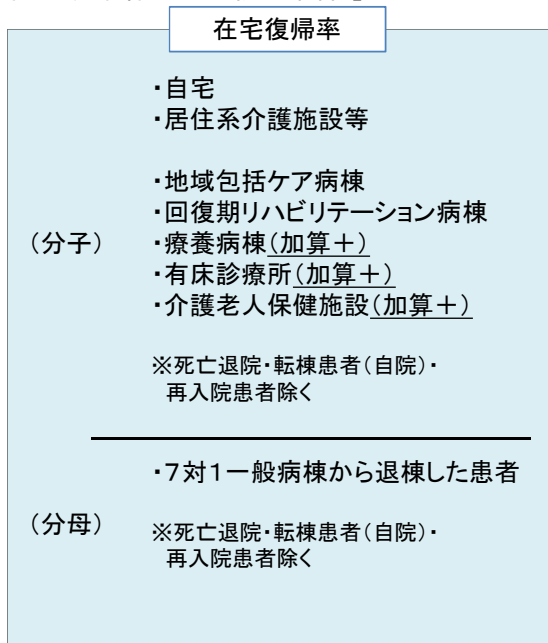 在宅復帰率
・自宅
・居住系介護施設等
・地域包括ケア病棟
・回復期リハビリテーション病棟
（分子）
・療養病棟（加算＋）
・有床診療所（加算＋）
・介護老人保健施設（加算＋）
※死亡退院・転棟患者（自院）・
再入院患者除く
・７対１一般病棟から退棟した患者
（分母）
※死亡退院・転棟患者（自院）・
再入院患者除く